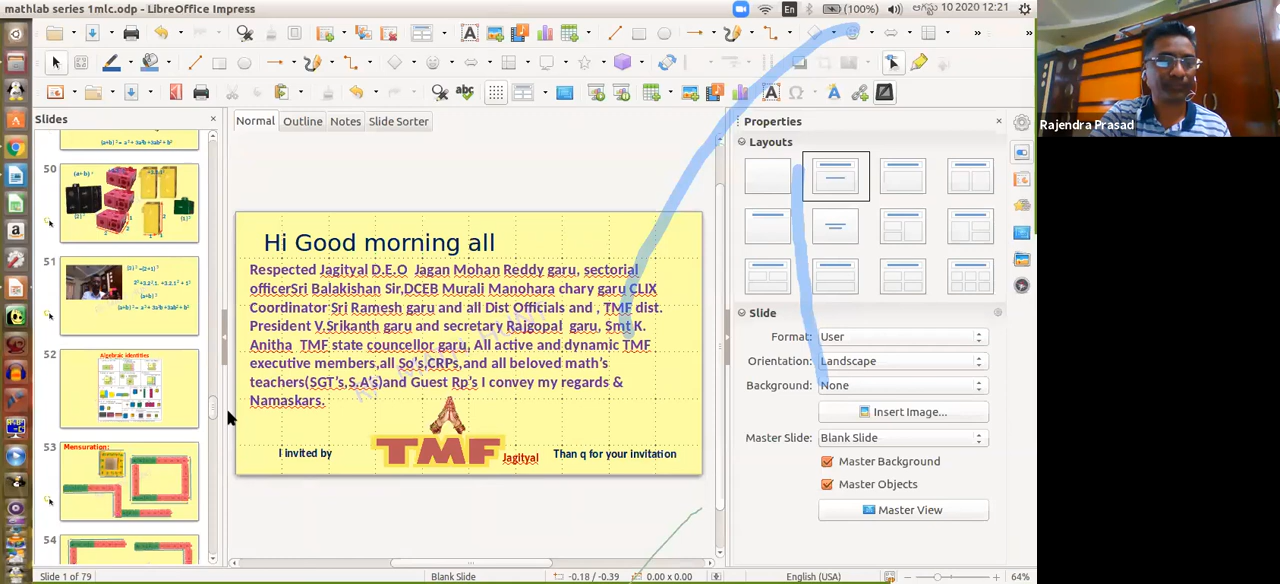 mathlab series 1mlc.odp - LibreOffice Impress
En
(100%)
10 2020 12:21
Rajendra Prasad
Slides
Normal
Outline
Notes
Slide Sorter
50
51
52
Algebraic identities
53
Mensuration:
54
Hi Good morning all
Respected Jagityal D.E.O Jagan Mohan Reddy garu, sectorial
officerSri Balakishan Sir,DCEB Murali Manohara chary garu CLIX
Coordinator Sri Ramesh garu and all Dist Officials and , TMF dist.
President V.Srikanth garu and secretary Rajgopal garu, Smt K.
Anitha TMF state councellor garu, All active and dynamic TMF
executive members,all So's,CRPs,and all beloved math's
teachers(SGT's,S.A's)and Guest Rp's I convey my regards &
Namaskars.
I invited by
TMF
Jagityal
Than q for your invitation
Properties
Layouts
Slide
Format: User
Orientation: Landscape
Background: None
Insert Image...
Master Slide: Blank Slide
Master Background
Master Objects
Master View
Slide 1 of 79
Blank Slide
-0.18 / -0.39
0.00 x 0.00
English (USA)
64%